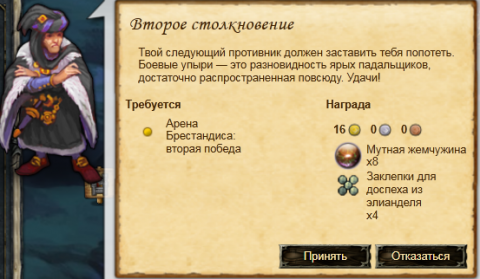 Второе столкновение
Твой следующий противник должен заставить тебя попотеть.
Боевые упыри — это разновидность ярых падальщиков,
достаточно распространенная повсюду. Удачи!
Требуется
Арена
Брестандиса:
вторая победа
Награда
16 0 0
Мутная жемчужина
x8
Заклепки для
доспеха из
элианделя
x4
Принять
Отказаться